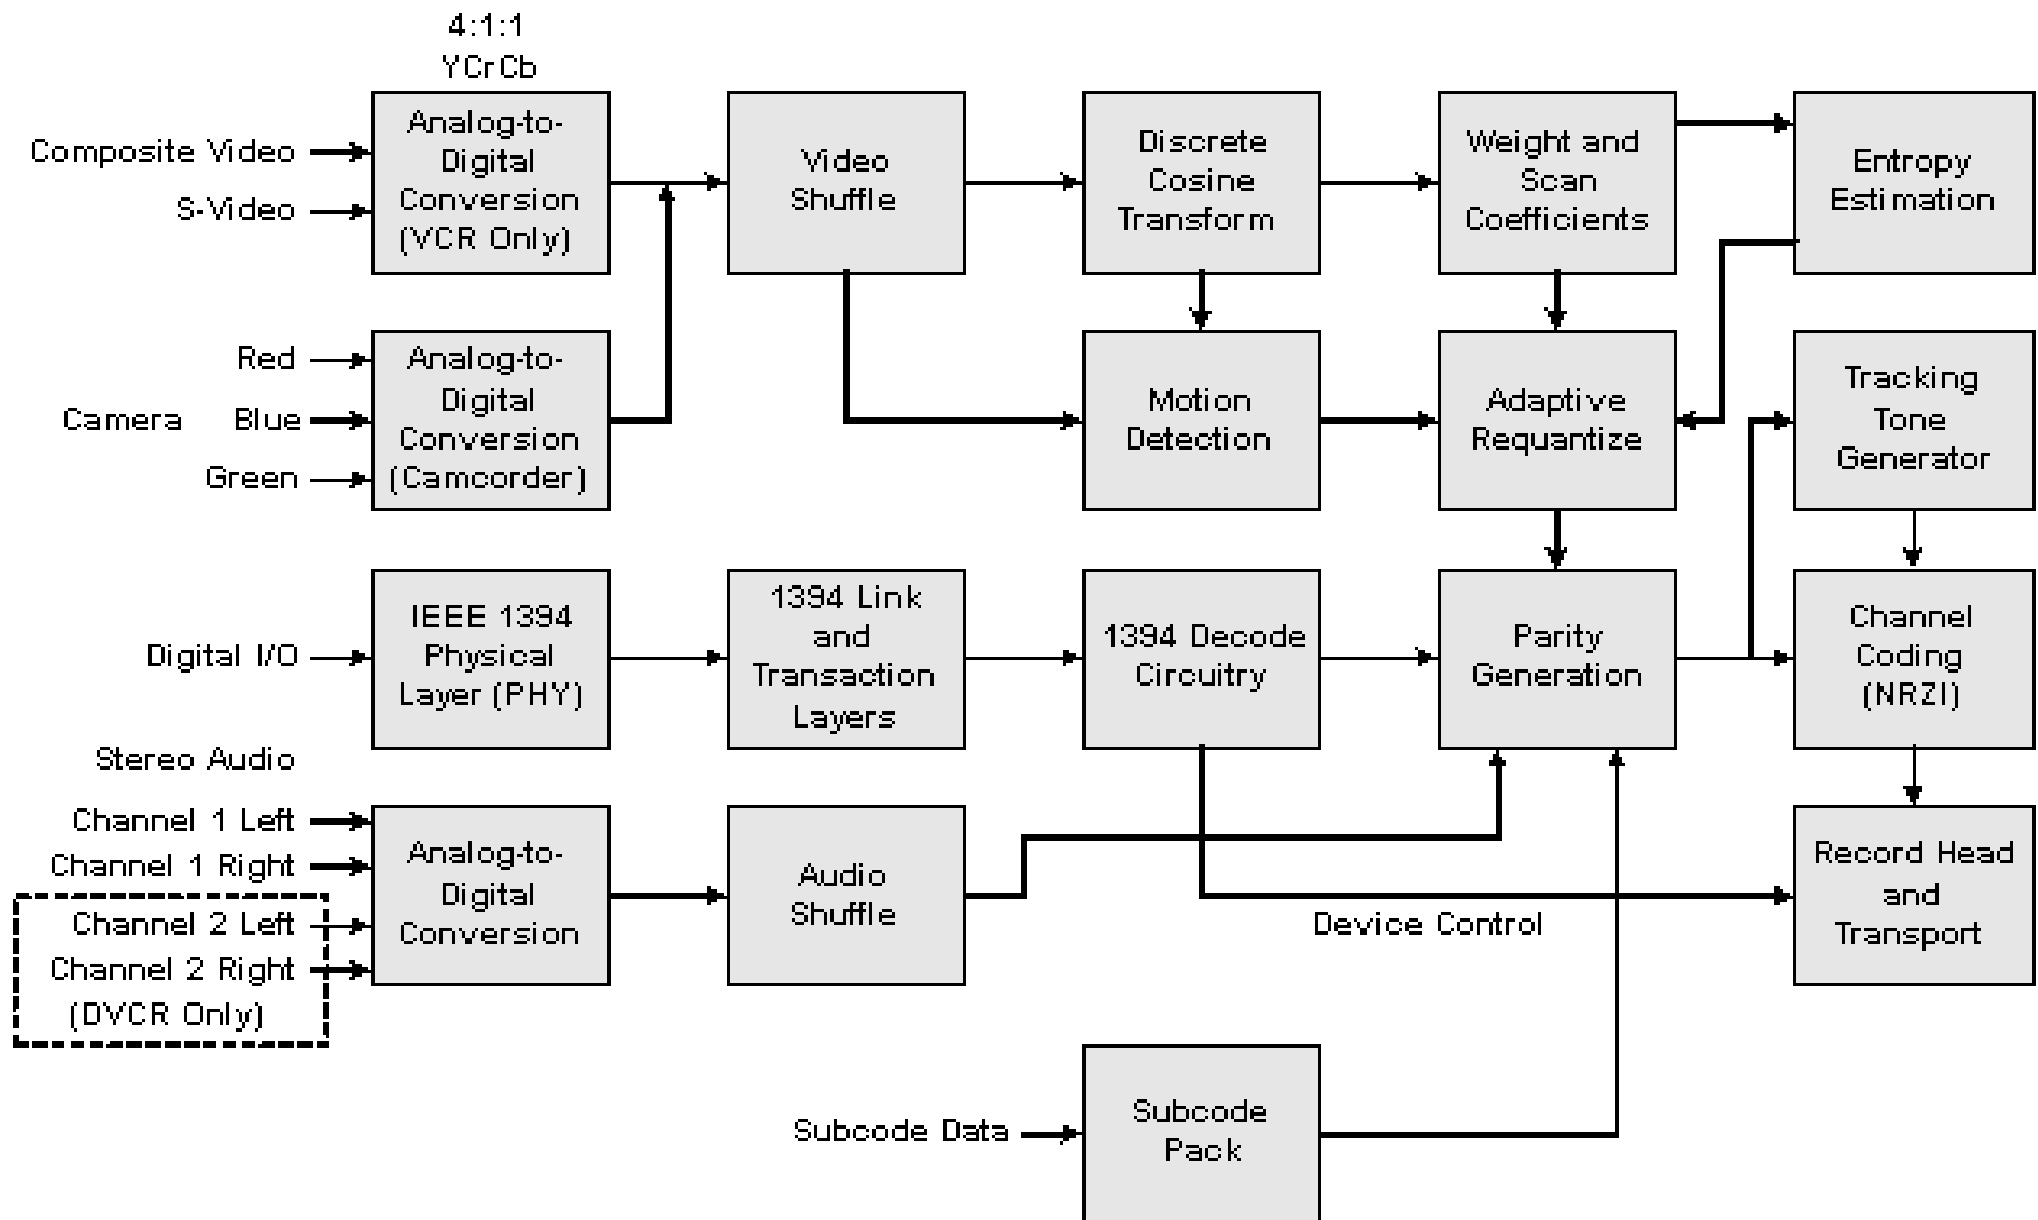 4:1:1
YCrCb
Composite Video
S-Video
Analog-to-
Digital
Conversion
(VCR Only)
Video
Shuffle
Discrete
Cosine
Transform
Weight and
Scan
Coefficients
Entropy
Estimation
Camera
Red
Blue
Green
Analog-to-
Digital
Conversion
(Camcorder)
Motion
Detection
Adaptive
Requantize
Tracking
Tone
Generator
Digital I/O
IEEE 1394
Physical
Layer (PHY)
1394 Link
and
Transaction
Layers
1394 Decode
Circuitry
Parity
Generation
Channel
Coding
(NRZI)
Stereo Audio
Channel 1 Left
Channel 1 Right
Channel 2 Left
Channel 2 Right
(DVCR Only)
Analog-to-
Digital
Conversion
Audio
Shuffle
Device Control
Record Head
and
Transport
Subcode Data
Subcode
Pack